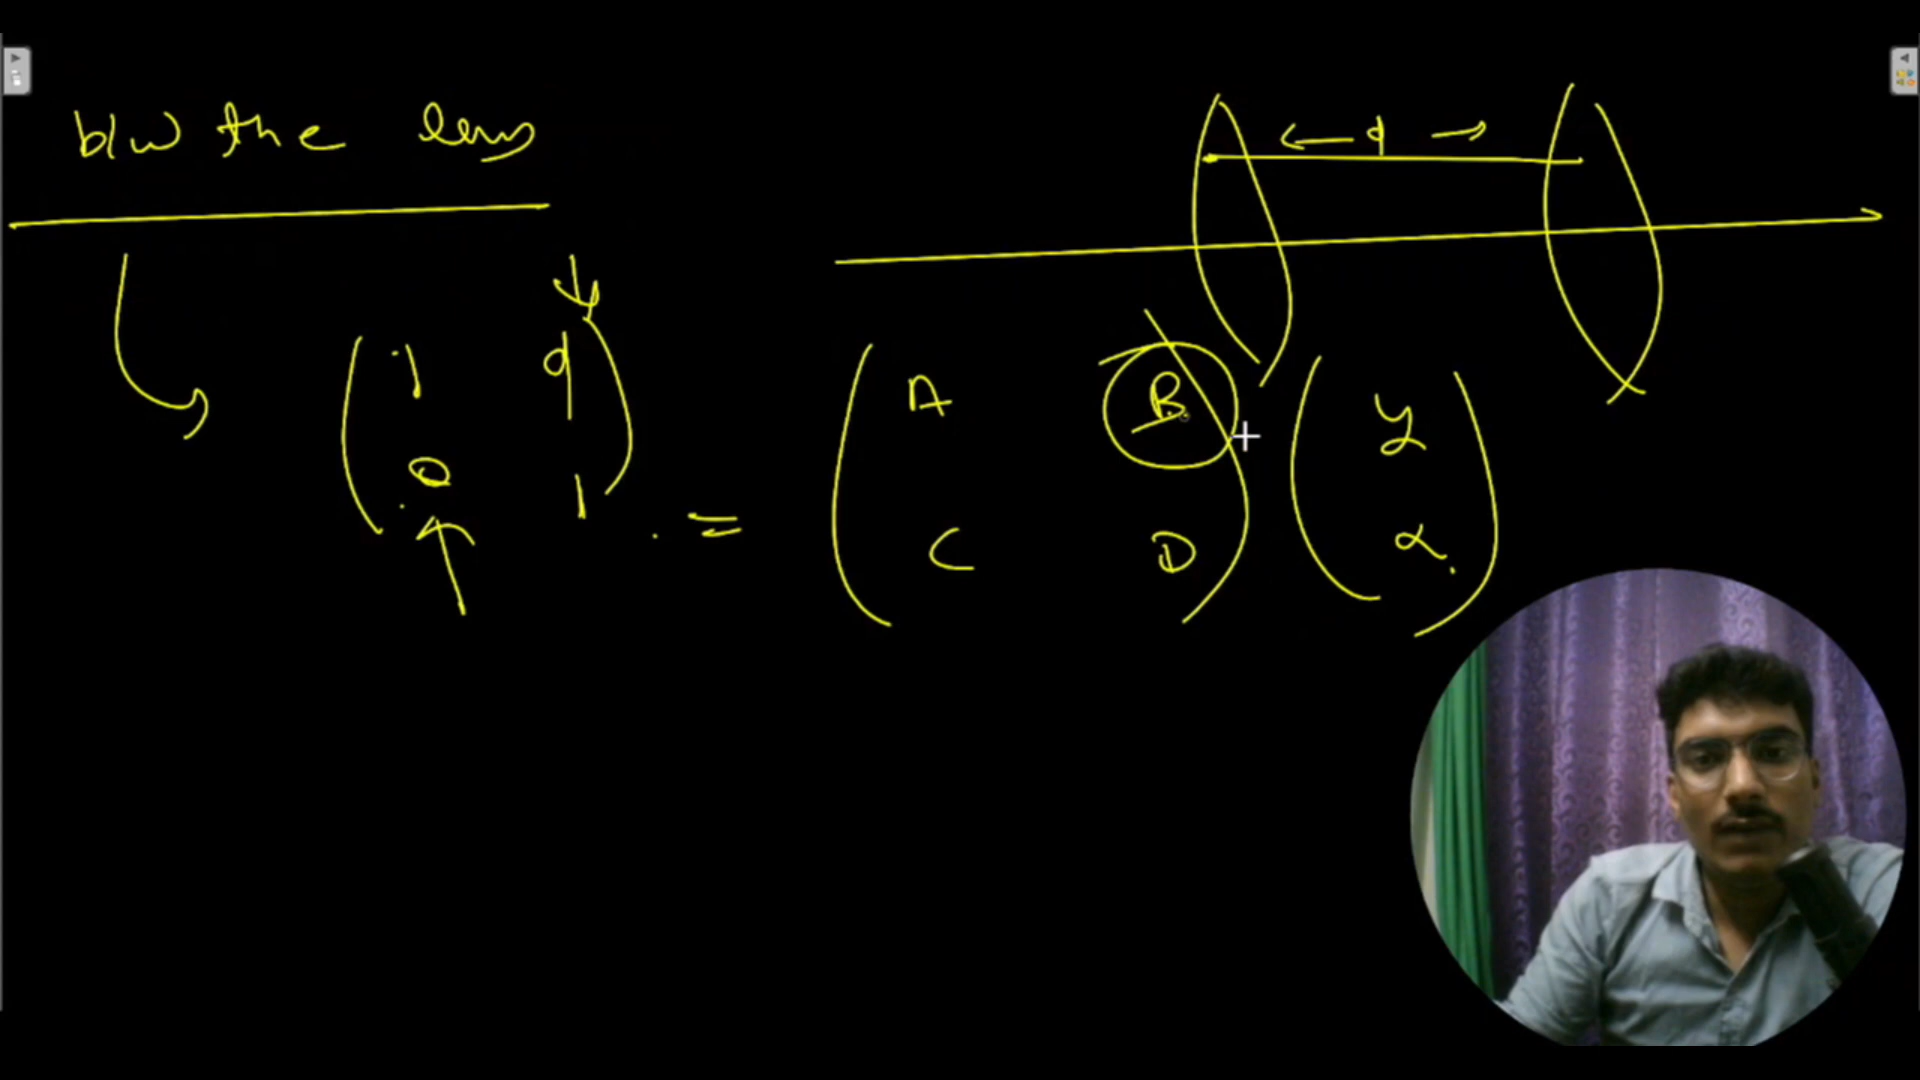 b/w the lens
← d →
1 d
0 1 = A B y
C D α